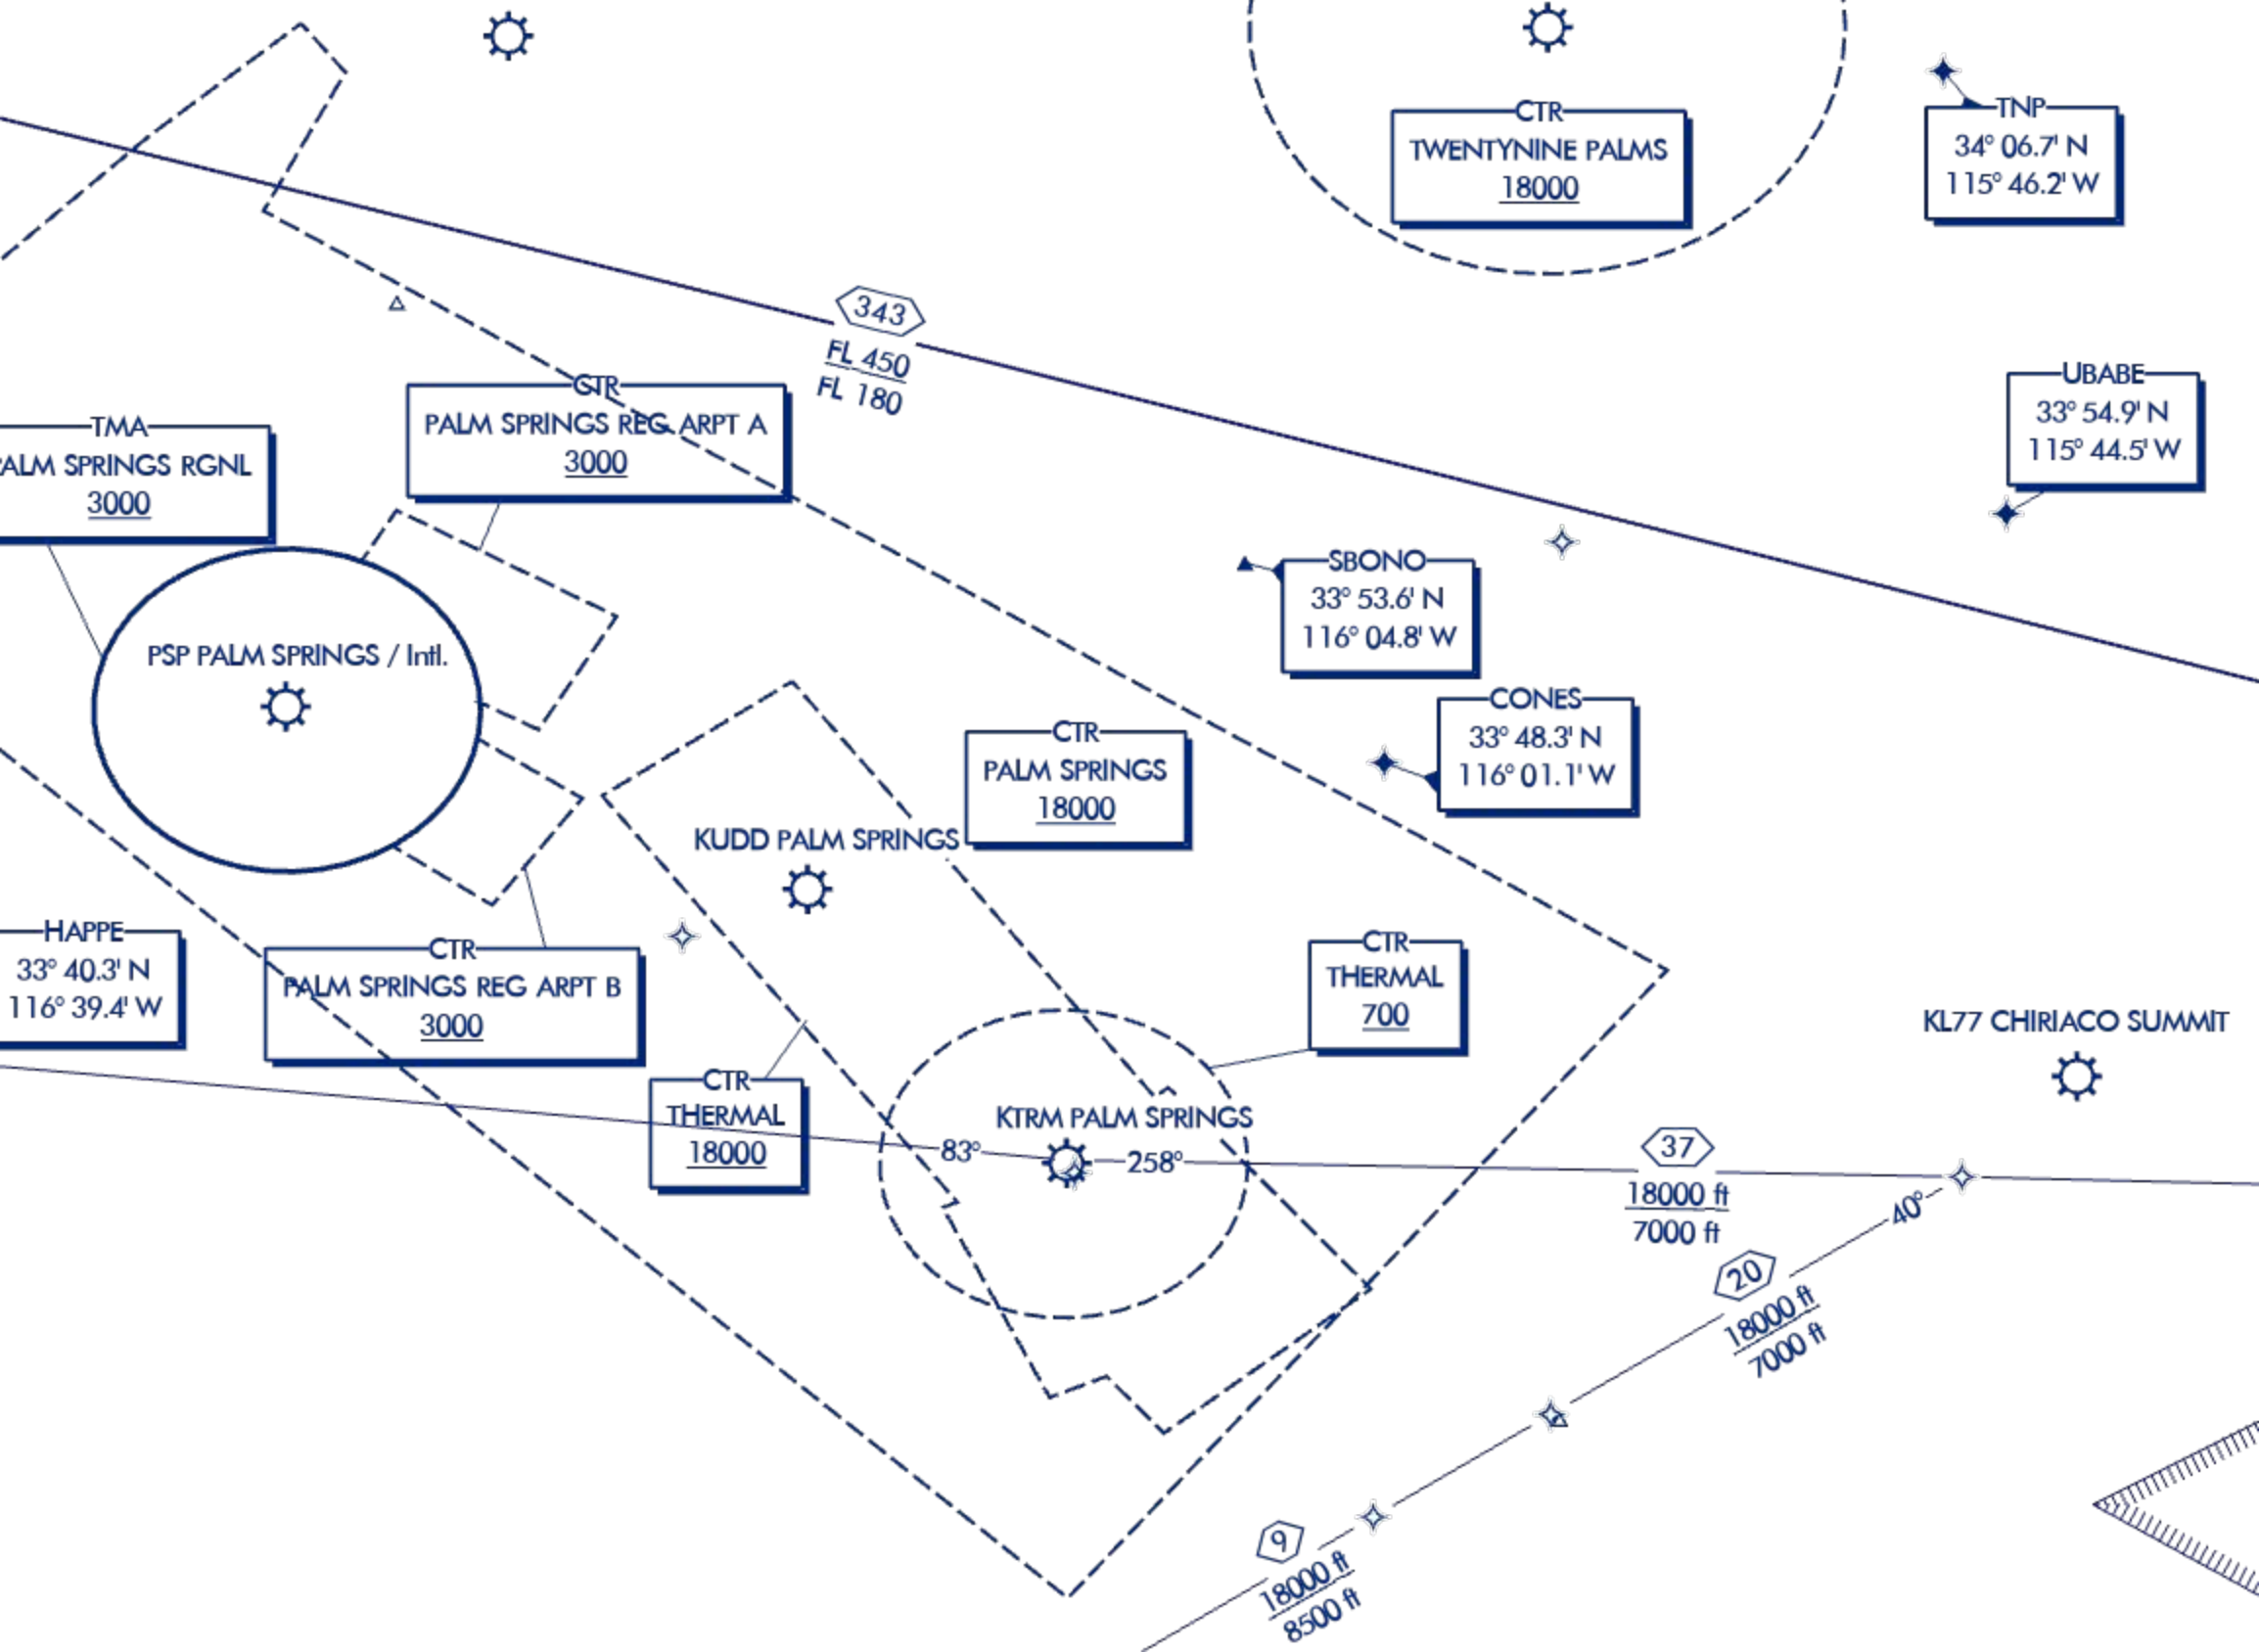 CTR
TWENTYNINE PALMS
18000
TNP
34° 06.7' N
115° 46.2' W
343
FL 450
FL 180
CTR
PALM SPRINGS REG ARPT A
3000
TMA
PALM SPRINGS RGNL
3000
UBABE
33° 54.9' N
115° 44.5' W
SBONO
33° 53.6' N
116° 04.8' W
PSP PALM SPRINGS / Intl.
CONES
33° 48.3' N
116° 01.1' W
CTR
PALM SPRINGS
18000
KUDD PALM SPRINGS
HAPPE
33° 40.3' N
116° 39.4' W
CTR
PALM SPRINGS REG ARPT B
3000
CTR
THERMAL
700
KL77 CHIRIACO SUMMIT
CTR
THERMAL
18000
KTRM PALM SPRINGS
83°
258°
37
18000 ft
7000 ft
40°
20
18000 ft
7000 ft
9
18000 ft
8500 ft